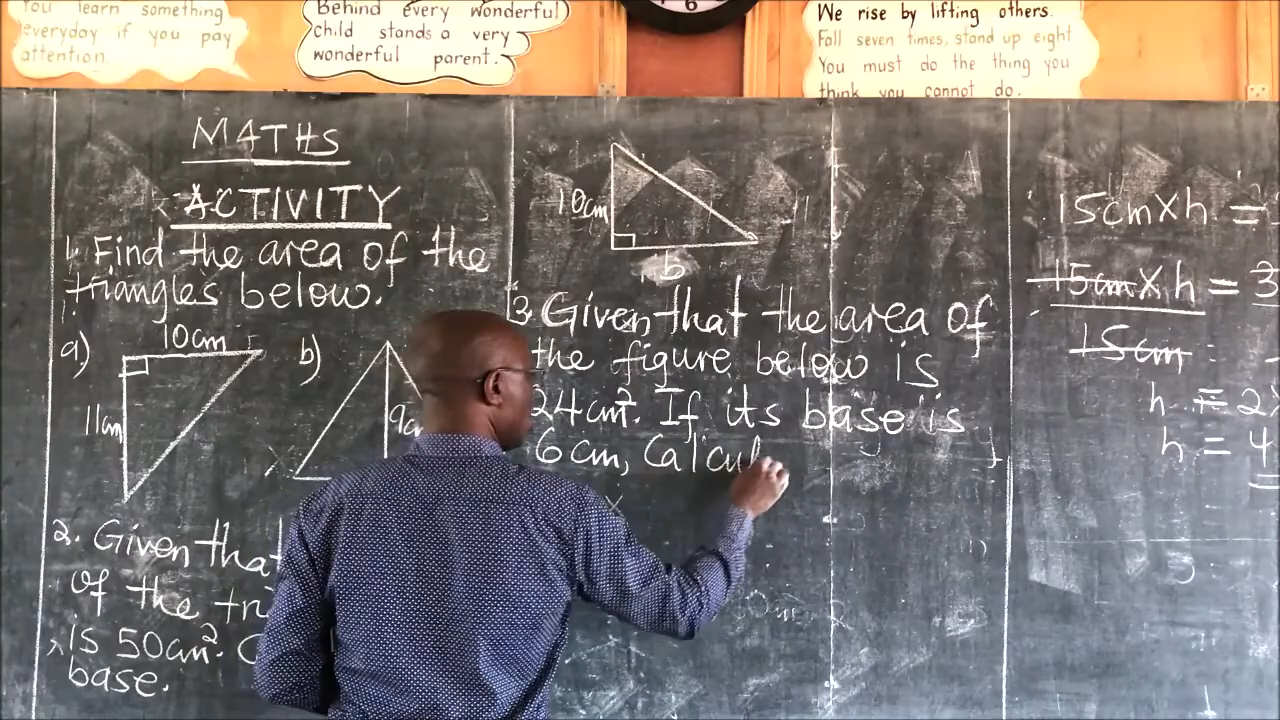 You learn something
everyday if you pay
attention.
Behind every wonderful
child stands a very
wonderful parent.
6
We rise by lifting others.
Fall seven times, stand up eight
You must do the thing you
think you cannot do.
MATHS
ACTIVITY
1. Find the area of the
triangles below.
a)
10cm
11cm
b)
2. Given that
of the
is 50cm².
base.
10cm
b
3. Given that the area of
the figure below is
24cm². If its base is
6cm, Calcul
15cm x h =
15cm x h = 3
15cm
h = 2
h = 4